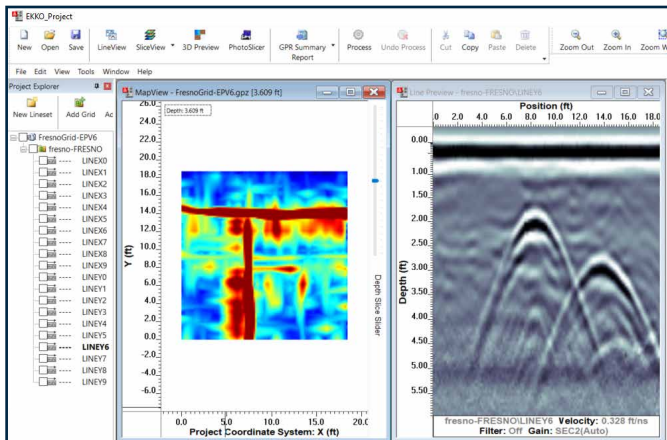 EKKO_Project
New Open Save LineView SliceView 3D Preview PhotoSlicer GPR Summary Report Process Undo Process Cut Copy Paste Delete Zoom Out Zoom In Zoom W
File Edit View Tools Window Help
Project Explorer
New Lineset Add Grid Ac
FresnoGrid-EPV6
fresno-FRESNO
LINEX0
LINEX1
LINEX2
LINEX3
LINEX4
LINEX5
LINEX6
LINEX7
LINEX8
LINEX9
LINEY0
LINEY1
LINEY2
LINEY3
LINEY4
LINEY5
LINEY6
LINEY7
LINEY8
LINEY9
MapView - FresnoGrid-EPV6.gpz [3.609 ft]
Depth: 3.609 ft
26.0
24.0
22.0
20.0
18.0
16.0
14.0
12.0
10.0
8.0
6.0
4.0
2.0
0.0
-2.0
-4.0
-6.0
Y (ft)
0.0 5.0 10.0 15.0 20.0
Project Coordinate System: X (ft)
Depth Slice Slider
Line Preview - fresno-FRESNO\LINEY6
Position (ft)
0.0 2.0 4.0 6.0 8.0 10.0 12.0 14.0 16.0 18.0
0.00
1.00
1.50
2.00
2.50
3.00
3.50
4.00
4.50
5.00
5.50
Depth (ft)
fresno-FRESNO\LINEY6 Velocity: 0.328 ft/ns
Filter: Off Gain: SEC2(Auto)